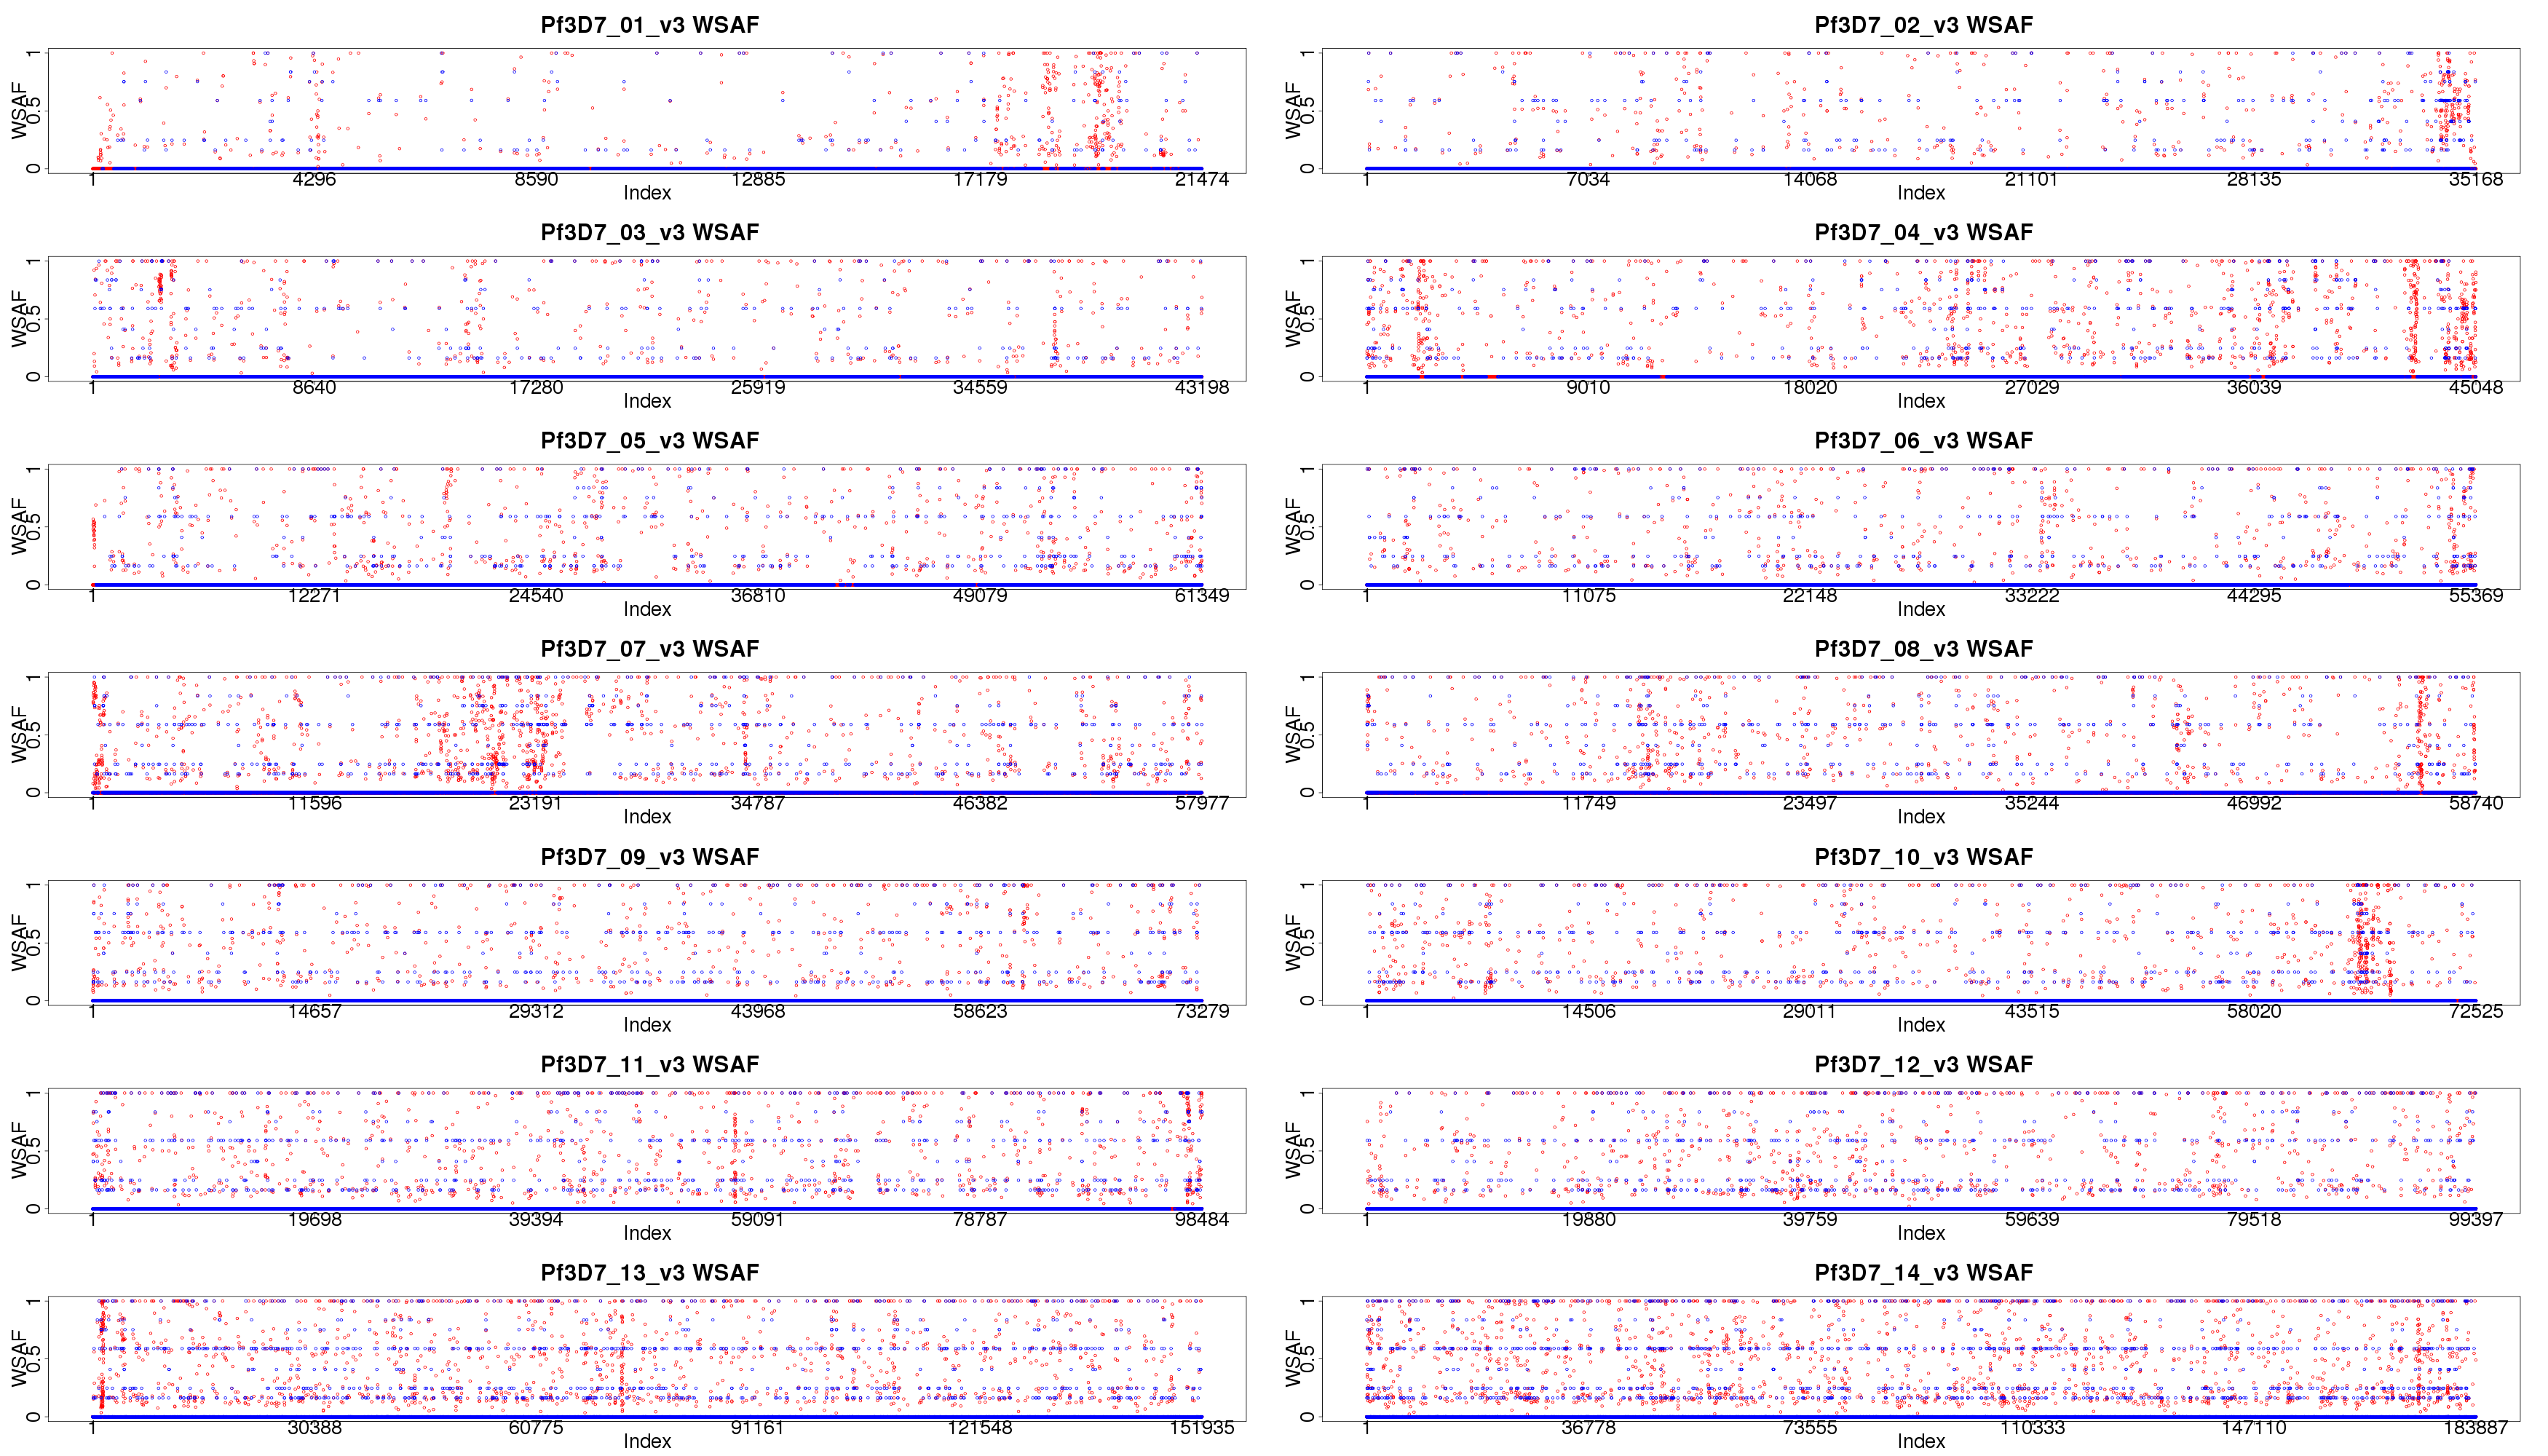 Pf3D7_01_v3 WSAF
WSAF
1
0.5
0
1 4296 8590 12885 17179 21474
Index
Pf3D7_02_v3 WSAF
WSAF
1
0.5
0
1 7034 14068 21101 28135 35168
Index
Pf3D7_03_v3 WSAF
WSAF
1
0.5
0
1 8640 17280 25919 34559 43198
Index
Pf3D7_04_v3 WSAF
WSAF
1
0.5
0
1 9010 18020 27029 36039 45048
Index
Pf3D7_05_v3 WSAF
WSAF
1
0.5
0
1 12271 24540 36810 49079 61349
Index
Pf3D7_06_v3 WSAF
WSAF
1
0.5
0
1 11075 22148 33222 44295 55369
Index
Pf3D7_07_v3 WSAF
WSAF
1
0.5
0
1 11596 23191 34787 46382 57977
Index
Pf3D7_08_v3 WSAF
WSAF
1
0.5
0
1 11749 23497 35244 46992 58740
Index
Pf3D7_09_v3 WSAF
WSAF
1
0.5
0
1 14657 29312 43968 58623 73279
Index
Pf3D7_10_v3 WSAF
WSAF
1
0.5
0
1 14506 29011 43515 58020 72525
Index
Pf3D7_11_v3 WSAF
WSAF
1
0.5
0
1 19698 39394 59091 78787 98484
Index
Pf3D7_12_v3 WSAF
WSAF
1
0.5
0
1 19880 39759 59639 79518 99397
Index
Pf3D7_13_v3 WSAF
WSAF
1
0.5
0
1 30388 60775 91161 121548 151935
Index
Pf3D7_14_v3 WSAF
WSAF
1
0.5
0
1 36778 73555 110333 147110 183887
Index